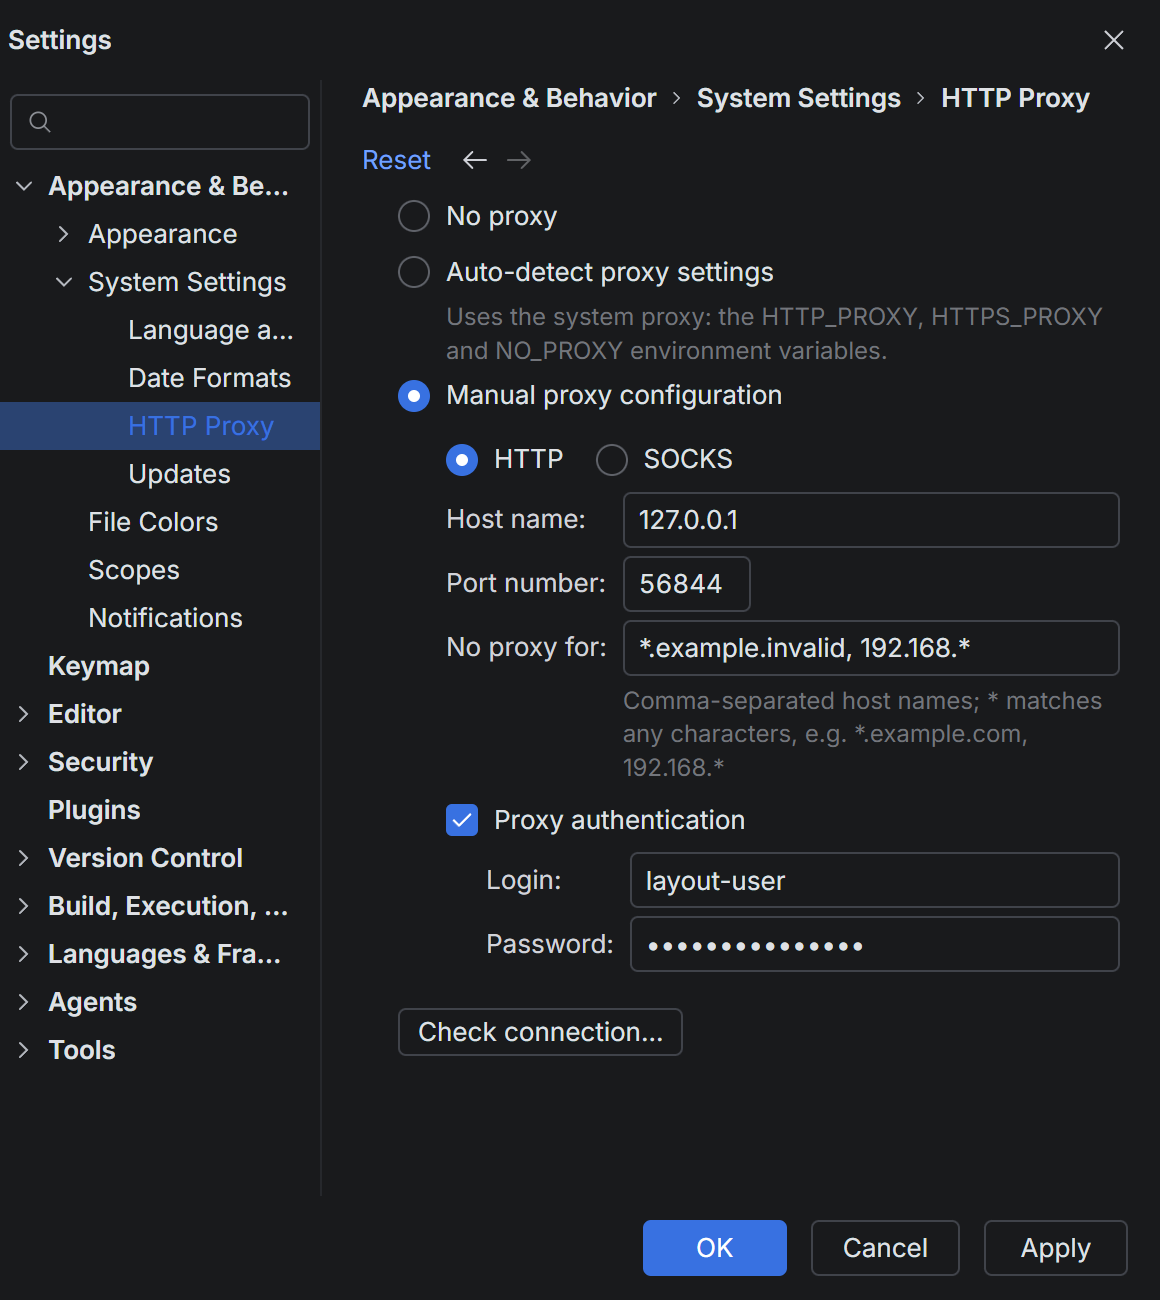 Settings
Appearance & Be...
Appearance
System Settings
Language a...
Date Formats
HTTP Proxy
Updates
File Colors
Scopes
Notifications
Keymap
Editor
Security
Plugins
Version Control
Build, Execution, ...
Languages & Fra...
Agents
Tools
Appearance & Behavior › System Settings › HTTP Proxy
Reset
No proxy
Auto-detect proxy settings
Uses the system proxy: the HTTP_PROXY, HTTPS_PROXY
and NO_PROXY environment variables.
Manual proxy configuration
HTTP SOCKS
Host name: 127.0.0.1
Port number: 56844
No proxy for: *.example.invalid, 192.168.*
Comma-separated host names; * matches
any characters, e.g. *.example.com,
192.168.*
Proxy authentication
Login: layout-user
Password: •••••••••••••••
Check connection...
OK Cancel Apply